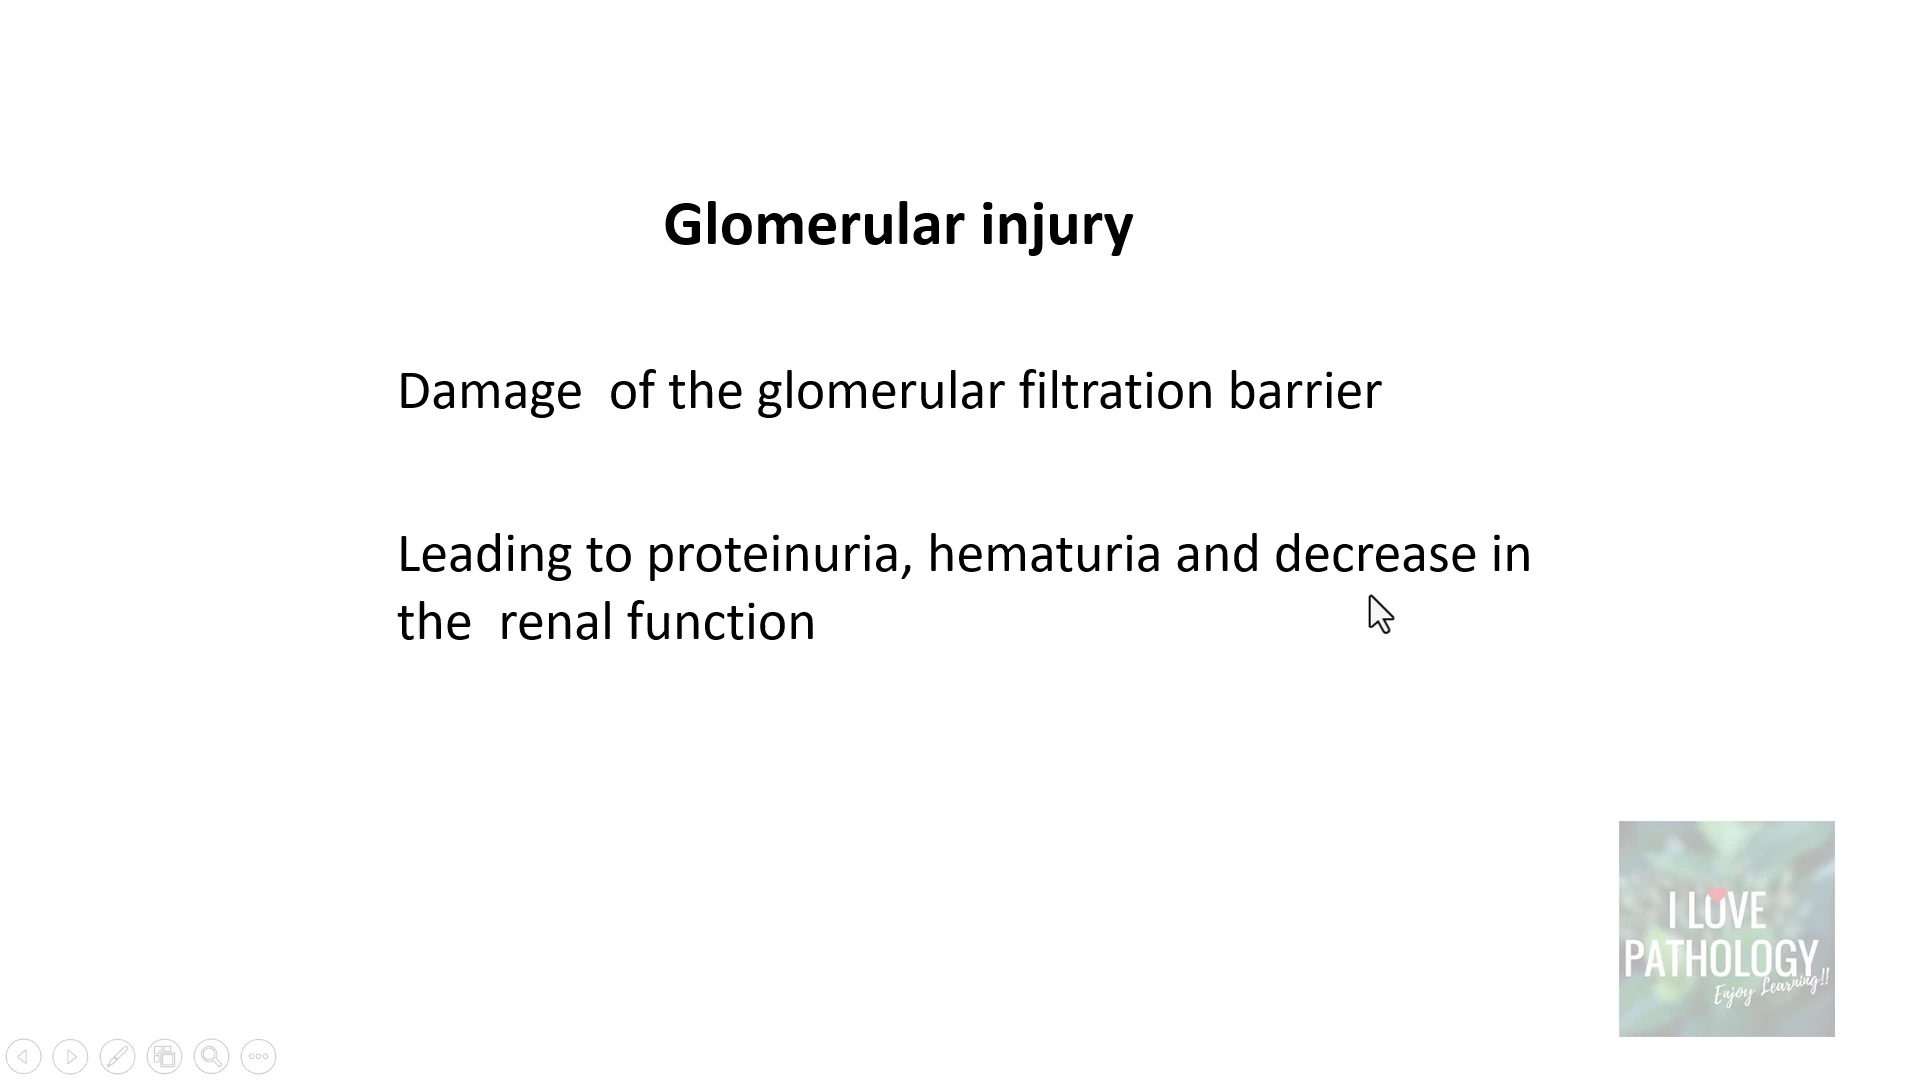 Glomerular injury
Damage  of the glomerular filtration barrier
Leading to proteinuria, hematuria and decrease in
the  renal function
I LOVE
PATHOLOGY
Enjoy Learning!!